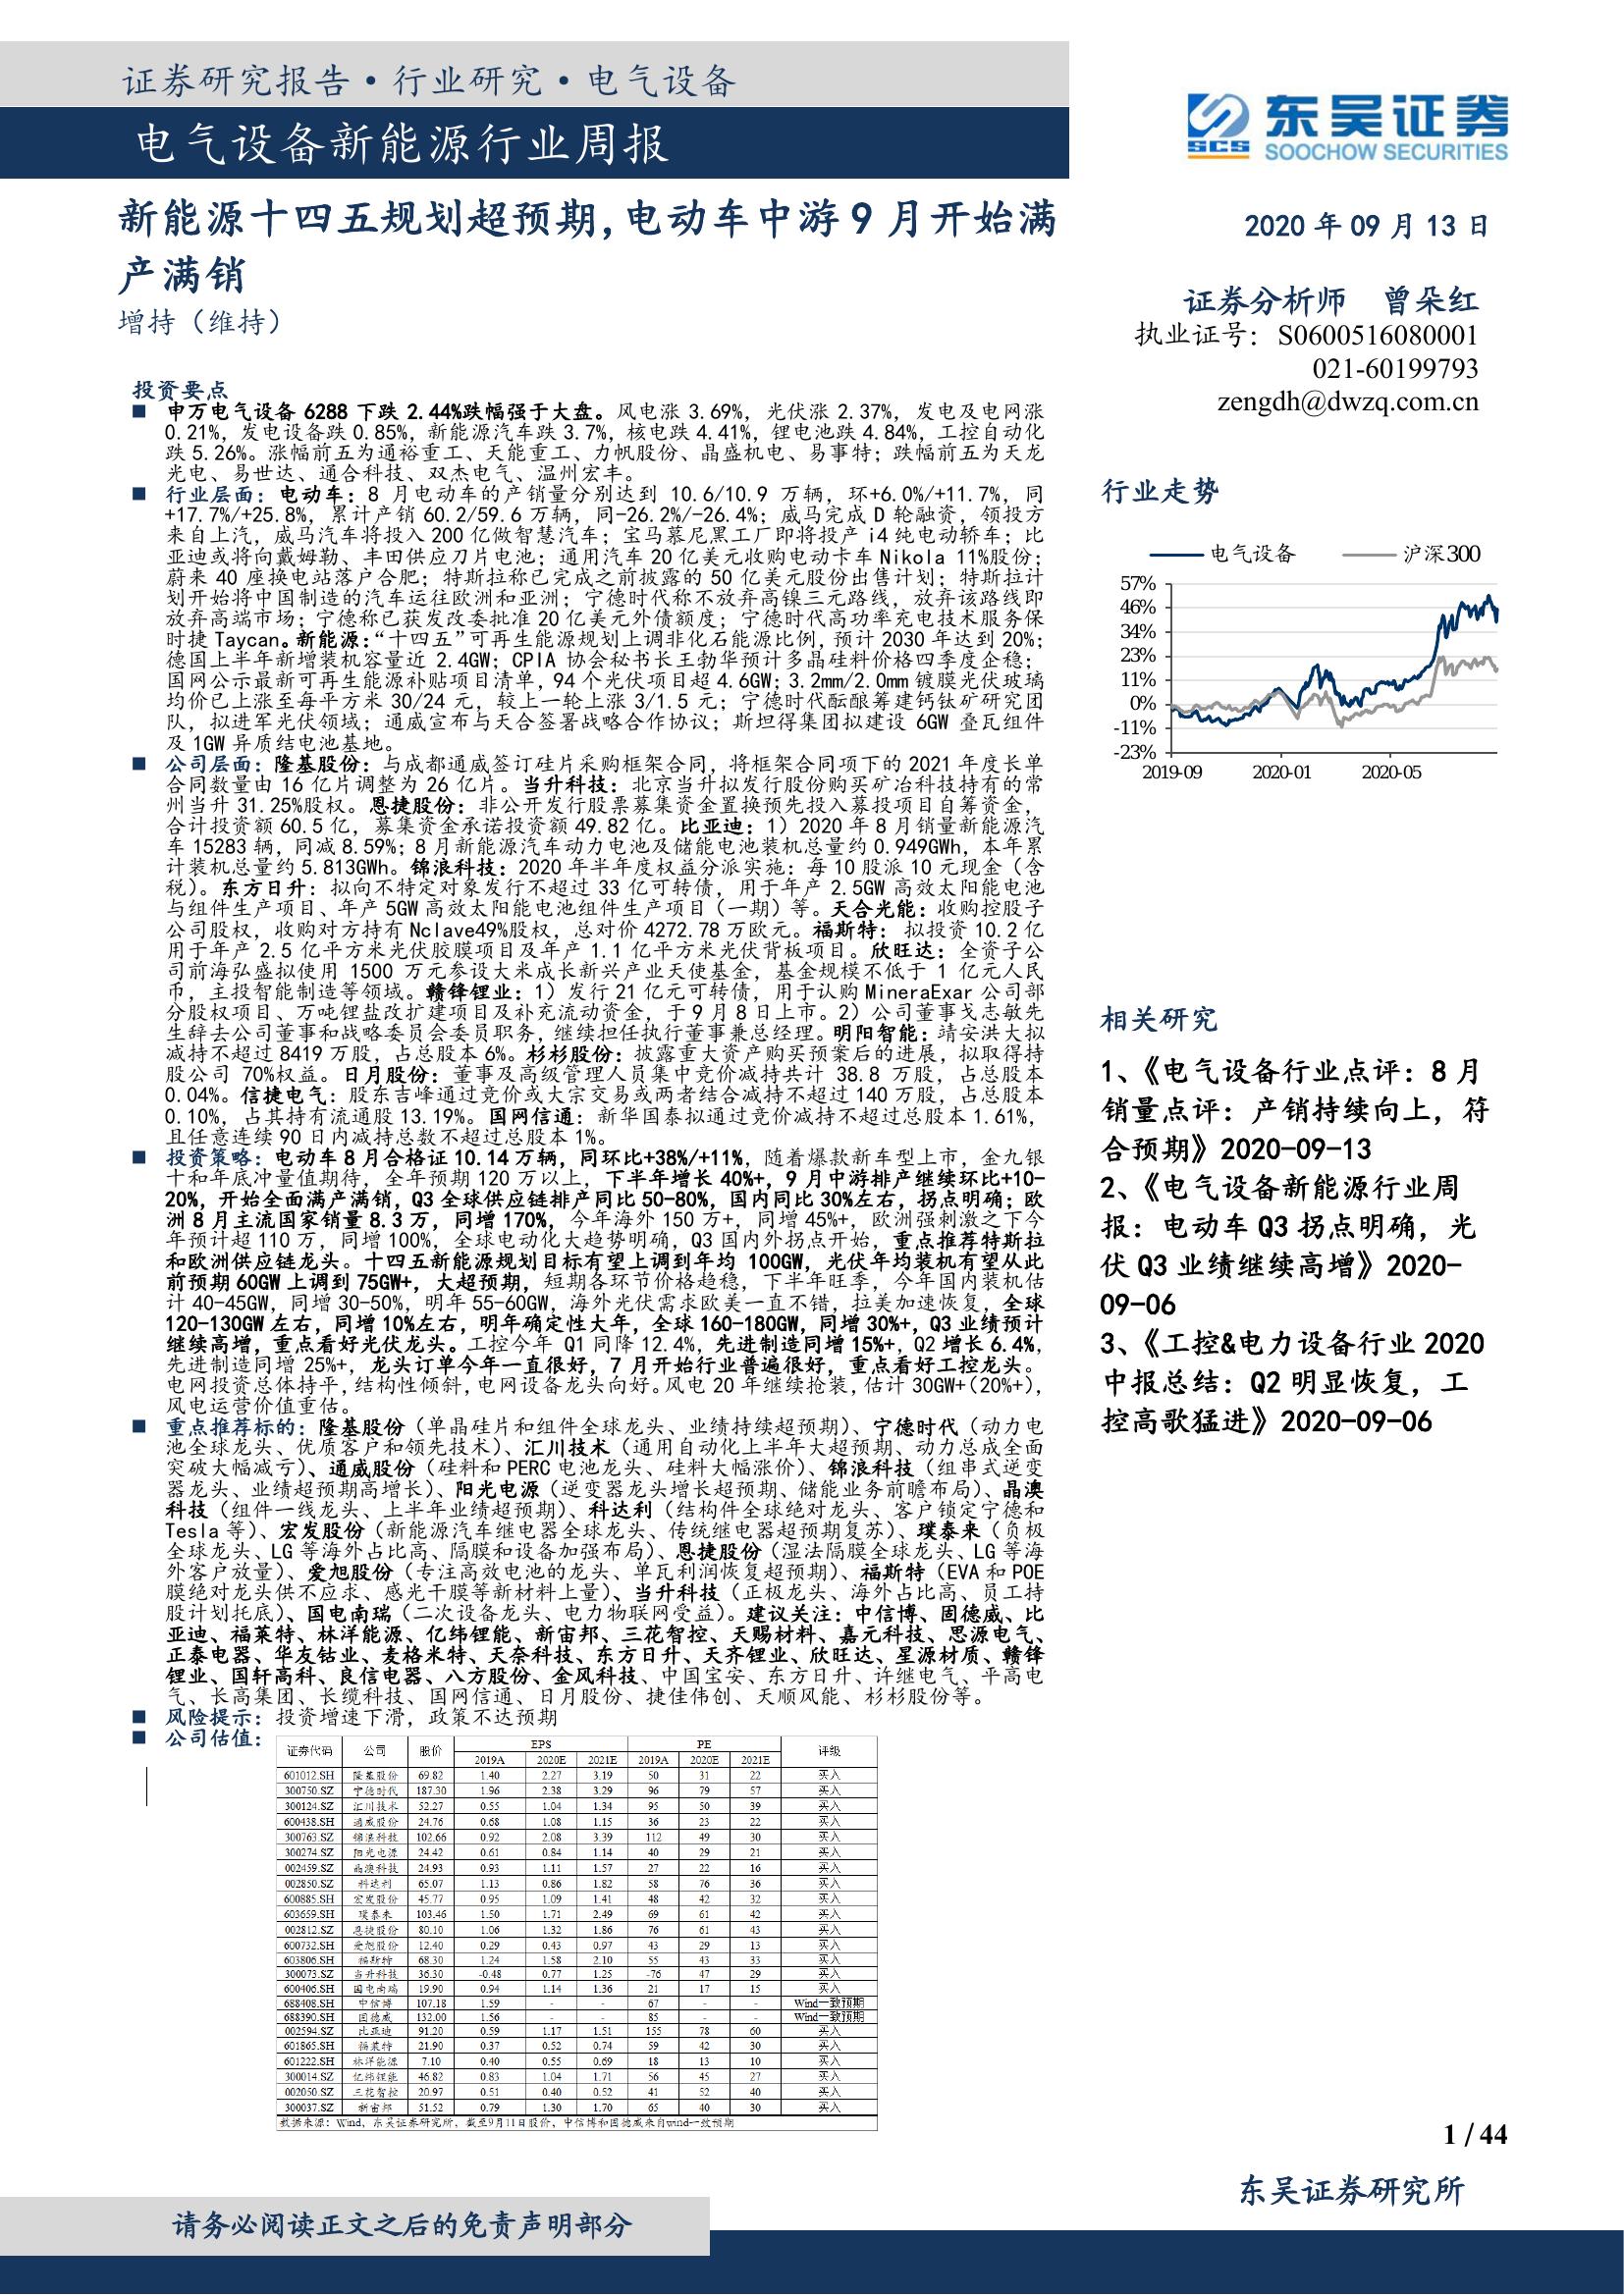 证券研究报告·行业研究·电气设备
电气设备新能源行业周报
东吴证券
SCS
SOOCHOW SECURITIES
新能源十四五规划超预期,电动车中游9月开始满
产满销
增持（维持）
2020年09月13日
证券分析师 曾朵红
执业证号：S0600516080001
021-60199793
zengdh@dwzq.com.cn
投资要点
■ 申万电气设备 6288 下跌 2.44%跌幅强于大盘。风电涨 3.69%, 光伏涨 2.37%, 发电及电网涨
0.21%, 发电设备跌 0.85%, 新能源汽车跌 3.7%, 核电跌 4.41%, 锂电池跌 4.84%, 工控自动化
跌 5.26%。涨幅前五为通裕重工、天能重工、力帆股份、晶盛机电、易事特；跌幅前五为天龙
光电、易世达、通合科技、双杰电气、温州宏丰。
■ 行业层面：电动车：8 月电动车的产销量分别达到 10.6/10.9 万辆, 环+6.0%/+11.7%, 同
+17.7%/+25.8%, 累计产销 60.2/59.6 万辆, 同-26.2%/-26.4%；威马完成 D 轮融资, 领投方
来自上汽, 威马汽车将投入 200 亿做智慧汽车；宝马慕尼黑工厂即将投产 i4 纯电动轿车；比
亚迪或将向戴姆勒、丰田供应刀片电池；通用汽车 20 亿美元收购电动卡车 Nikola 11%股份；
蔚来 40 座换电站落户合肥；特斯拉称已完成之前披露的 50 亿美元股份出售计划；特斯拉计
划开始将中国制造的汽车运往欧洲和亚洲；宁德时代称不放弃高镍三元路线, 放弃该路线即
放弃高端市场；宁德称已获发改委批准 20 亿美元外债额度；宁德时代高功率充电技术服务保
时捷 Taycan。新能源：“十四五”可再生能源规划上调非化石能源比例, 预计 2030 年达到 20%；
德国上半年新增装机容量近 2.4GW；CPIA 协会秘书长王勃华预计多晶硅料价格四季度企稳；
国网公示最新可再生能源补贴项目清单, 94 个光伏项目超 4.6GW；3.2mm/2.0mm 镀膜光伏玻璃
均价已上涨至每平方米 30/24 元, 较上一轮上涨 3/1.5 元；宁德时代酝酿筹建钙钛矿研究团
队, 拟进军光伏领域；通威宣布与天合签署战略合作协议；斯坦得集团拟建设 6GW 叠瓦组件
及 1GW 异质结电池基地。
■ 公司层面：隆基股份：与成都通威签订硅片采购框架合同, 将框架合同项下的 2021 年度长单
合同数量由 16 亿片调整为 26 亿片。当升科技：北京当升拟发行股份购买矿冶科技持有的常
州当升 31.25%股权。恩捷股份：非公开发行股票募集资金置换预先投入募投项目自筹资金,
合计投资额 60.5 亿, 募集资金承诺投资额 49.82 亿。比亚迪：1）2020 年 8 月销量新能源汽
车 15283 辆, 同减 8.59%；8 月新能源汽车动力电池及储能电池装机总量约 0.949GWh, 本年累
计装机总量约 5.813GWh。锦浪科技：2020 年半年度权益分派实施：每 10 股派 10 元现金（含
税）。东方日升：拟向不特定对象发行不超过 33 亿可转债, 用于年产 2.5GW 高效太阳能电池
与组件生产项目、年产 5GW 高效太阳能电池组件生产项目（一期）等。天合光能：收购控股子
公司股权, 收购对方持有 Nclave49%股权, 总对价 4272.78 万欧元。福斯特：拟投资 10.2 亿
用于年产 2.5 亿平方米光伏胶膜项目及年产 1.1 亿平方米光伏背板项目。欣旺达：全资子公
司前海弘盛拟使用 1500 万元参设大米成长新兴产业天使基金, 基金规模不低于 1 亿元人民
币, 主投智能制造等领域。赣锋锂业：1）发行 21 亿元可转债, 用于认购 MineraExar 公司部
分股权项目、万吨锂盐改扩建项目及补充流动资金, 于 9 月 8 日上市。2）公司董事戈志敏先
生辞去公司董事和战略委员会委员职务, 继续担任执行董事兼总经理。明阳智能：靖安洪大拟
减持不超过 8419 万股, 占总股本 6%。杉杉股份：披露重大资产购买预案后的进展, 拟取得持
股公司 70%权益。日月股份：董事及高级管理人员集中竞价减持共计 38.8 万股, 占总股本
0.04%。信捷电气：股东吉峰通过竞价或大宗交易或两者结合减持不超过 140 万股, 占总股本
0.10%, 占其持有流通股 13.19%。国网信通：新华国泰拟通过竞价减持不超过总股本 1.61%,
且任意连续 90 日内减持总数不超过总股本 1%。
■ 投资策略：电动车 8 月合格证 10.14 万辆, 同环比+38%/+11%, 随着爆款新车型上市, 金九银
十和年底冲量值期待, 全年预期 120 万以上, 下半年增长 40%+, 9 月中游排产继续环比+10-
20%, 开始全面满产满销, Q3 全球供应链排产同比 50-80%, 国内同比 30%左右, 拐点明确；欧
洲 8 月主流国家销量 8.3 万, 同增 170%, 今年海外 150 万+, 同增 45%+, 欧洲强刺激之下今
年预计超 110 万, 同增 100%, 全球电动化大趋势明确, Q3 国内外拐点开始, 重点推荐特斯拉
和欧洲供应链龙头。十四五新能源规划目标有望上调到年均 100GW, 光伏年均装机有望从此
前预期 60GW 上调到 75GW+, 大超预期, 短期各环节价格趋稳, 下半年旺季, 今年国内装机估
计 40-45GW, 同增 30-50%, 明年 55-60GW, 海外光伏需求欧美一直不错, 拉美加速恢复, 全球
120-130GW 左右, 同增 10%左右, 明年确定性大年, 全球 160-180GW, 同增 30%+, Q3 业绩预计
继续高增, 重点看好光伏龙头。工控今年 Q1 同降 12.4%, 先进制造同增 15%+, Q2 增长 6.4%,
先进制造同增 25%+, 龙头订单今年一直很好, 7 月开始行业普遍很好, 重点看好工控龙头。
电网投资总体持平, 结构性倾斜, 电网设备龙头向好。风电 20 年继续抢装, 估计 30GW+(20%+),
风电运营价值重估。
■ 重点推荐标的：隆基股份（单晶硅片和组件全球龙头、业绩持续超预期）、宁德时代（动力电
池全球龙头、优质客户和领先技术）、汇川技术（通用自动化上半年大超预期、动力总成全面
突破大幅减亏）、通威股份（硅料和 PERC 电池龙头、硅料大幅涨价）、锦浪科技（组串式逆变
器龙头、业绩超预期高增长）、阳光电源（逆变器龙头增长超预期、储能业务前瞻布局）、晶澳
科技（组件一线龙头、上半年业绩超预期）、科达利（结构件全球绝对龙头、客户锁定宁德和
Tesla 等）、宏发股份（新能源汽车继电器全球龙头、传统继电器超预期复苏）、璞泰来（负极
全球龙头、LG 等海外占比高、隔膜和设备加强布局）、恩捷股份（湿法隔膜全球龙头、LG 等海
外客户放量）、爱旭股份（专注高效电池的龙头、单瓦利润恢复超预期）、福斯特（EVA 和 POE
膜绝对龙头供不应求、感光干膜等新材料上量）、当升科技（正极龙头、海外占比高、员工持
股计划托底）、国电南瑞（二次设备龙头、电力物联网受益）。建议关注：中信博、固德威、比
亚迪、福莱特、林洋能源、亿纬锂能、新宙邦、三花智控、天赐材料、嘉元科技、思源电气、
正泰电器、华友钴业、麦格米特、天奈科技、东方日升、天齐锂业、欣旺达、星源材质、赣锋
锂业、国轩高科、良信电器、八方股份、金风科技、中国宝安、东方日升、许继电气、平高电
气、长高集团、长缆科技、国网信通、日月股份、捷佳伟创、天顺风能、杉杉股份等。
■ 风险提示：投资增速下滑, 政策不达预期
■ 公司估值：
证券代码 公司 股价 EPS PE 评级
2019A 2020E 2021E 2019A 2020E 2021E
601012.SH 隆基股份 69.82 1.40 2.27 3.19 50 31 22 买入
300750.SZ 宁德时代 187.30 1.96 2.38 3.29 96 79 57 买入
300124.SZ 汇川技术 52.27 0.55 1.04 1.34 95 50 39 买入
600438.SH 通威股份 24.76 0.68 1.08 1.15 36 23 22 买入
300763.SZ 锦浪科技 102.66 0.92 2.08 3.39 112 49 30 买入
300274.SZ 阳光电源 24.42 0.61 0.84 1.14 40 29 21 买入
002459.SZ 晶澳科技 24.93 0.93 1.11 1.57 27 22 16 买入
002850.SZ 科达利 65.07 1.13 0.86 1.82 58 76 36 买入
600885.SH 宏发股份 45.77 0.95 1.09 1.41 48 42 32 买入
603659.SH 璞泰来 103.46 1.50 1.71 2.49 69 61 42 买入
002812.SZ 恩捷股份 80.10 1.06 1.32 1.86 76 61 43 买入
600732.SH 爱旭股份 12.40 0.29 0.43 0.97 43 29 13 买入
603806.SH 福斯特 68.30 1.24 1.58 2.10 55 43 33 买入
300073.SZ 当升科技 36.30 -0.48 0.77 1.25 -76 47 29 买入
600406.SH 国电南瑞 19.90 0.94 1.14 1.36 21 17 15 买入
688408.SH 中信博 107.18 1.59 - - 67 - - Wind一致预期
688390.SH 固德威 132.00 1.56 - - 85 - - Wind一致预期
002594.SZ 比亚迪 91.20 0.59 1.17 1.51 155 78 60 买入
601865.SH 福莱特 21.90 0.37 0.52 0.74 59 42 30 买入
601222.SH 林洋能源 7.10 0.40 0.55 0.69 18 13 10 买入
300014.SZ 亿纬锂能 46.82 0.83 1.04 1.71 56 45 27 买入
002050.SZ 三花智控 20.97 0.51 0.40 0.52 41 52 40 买入
300037.SZ 新宙邦 51.52 0.79 1.30 1.70 65 40 30 买入
数据来源：Wind, 东吴证券研究所, 截至9月11日股价, 中信博和固德威来自wind一致预期
行业走势
电气设备 沪深300
57%
46%
34%
23%
11%
0%
-11%
-23%
2019-09 2020-01 2020-05
相关研究
1、《电气设备行业点评：8 月
销量点评：产销持续向上，符
合预期》2020-09-13
2、《电气设备新能源行业周
报：电动车 Q3 拐点明确，光
伏 Q3 业绩继续高增》2020-
09-06
3、《工控&电力设备行业 2020
中报总结：Q2 明显恢复，工
控高歌猛进》2020-09-06
1 / 44
东吴证券研究所
请务必阅读正文之后的免责声明部分